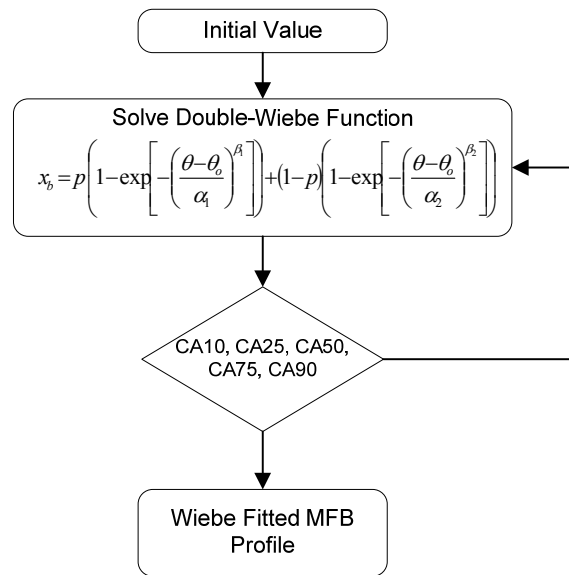 Initial Value
Solve Double-Wiebe Function
x_b = p(1−exp[−((θ−θ_o)/α_1)^β_1])+(1−p)(1−exp[−((θ−θ_o)/α_2)^β_2])
CA10, CA25, CA50,
CA75, CA90
Wiebe Fitted MFB
Profile